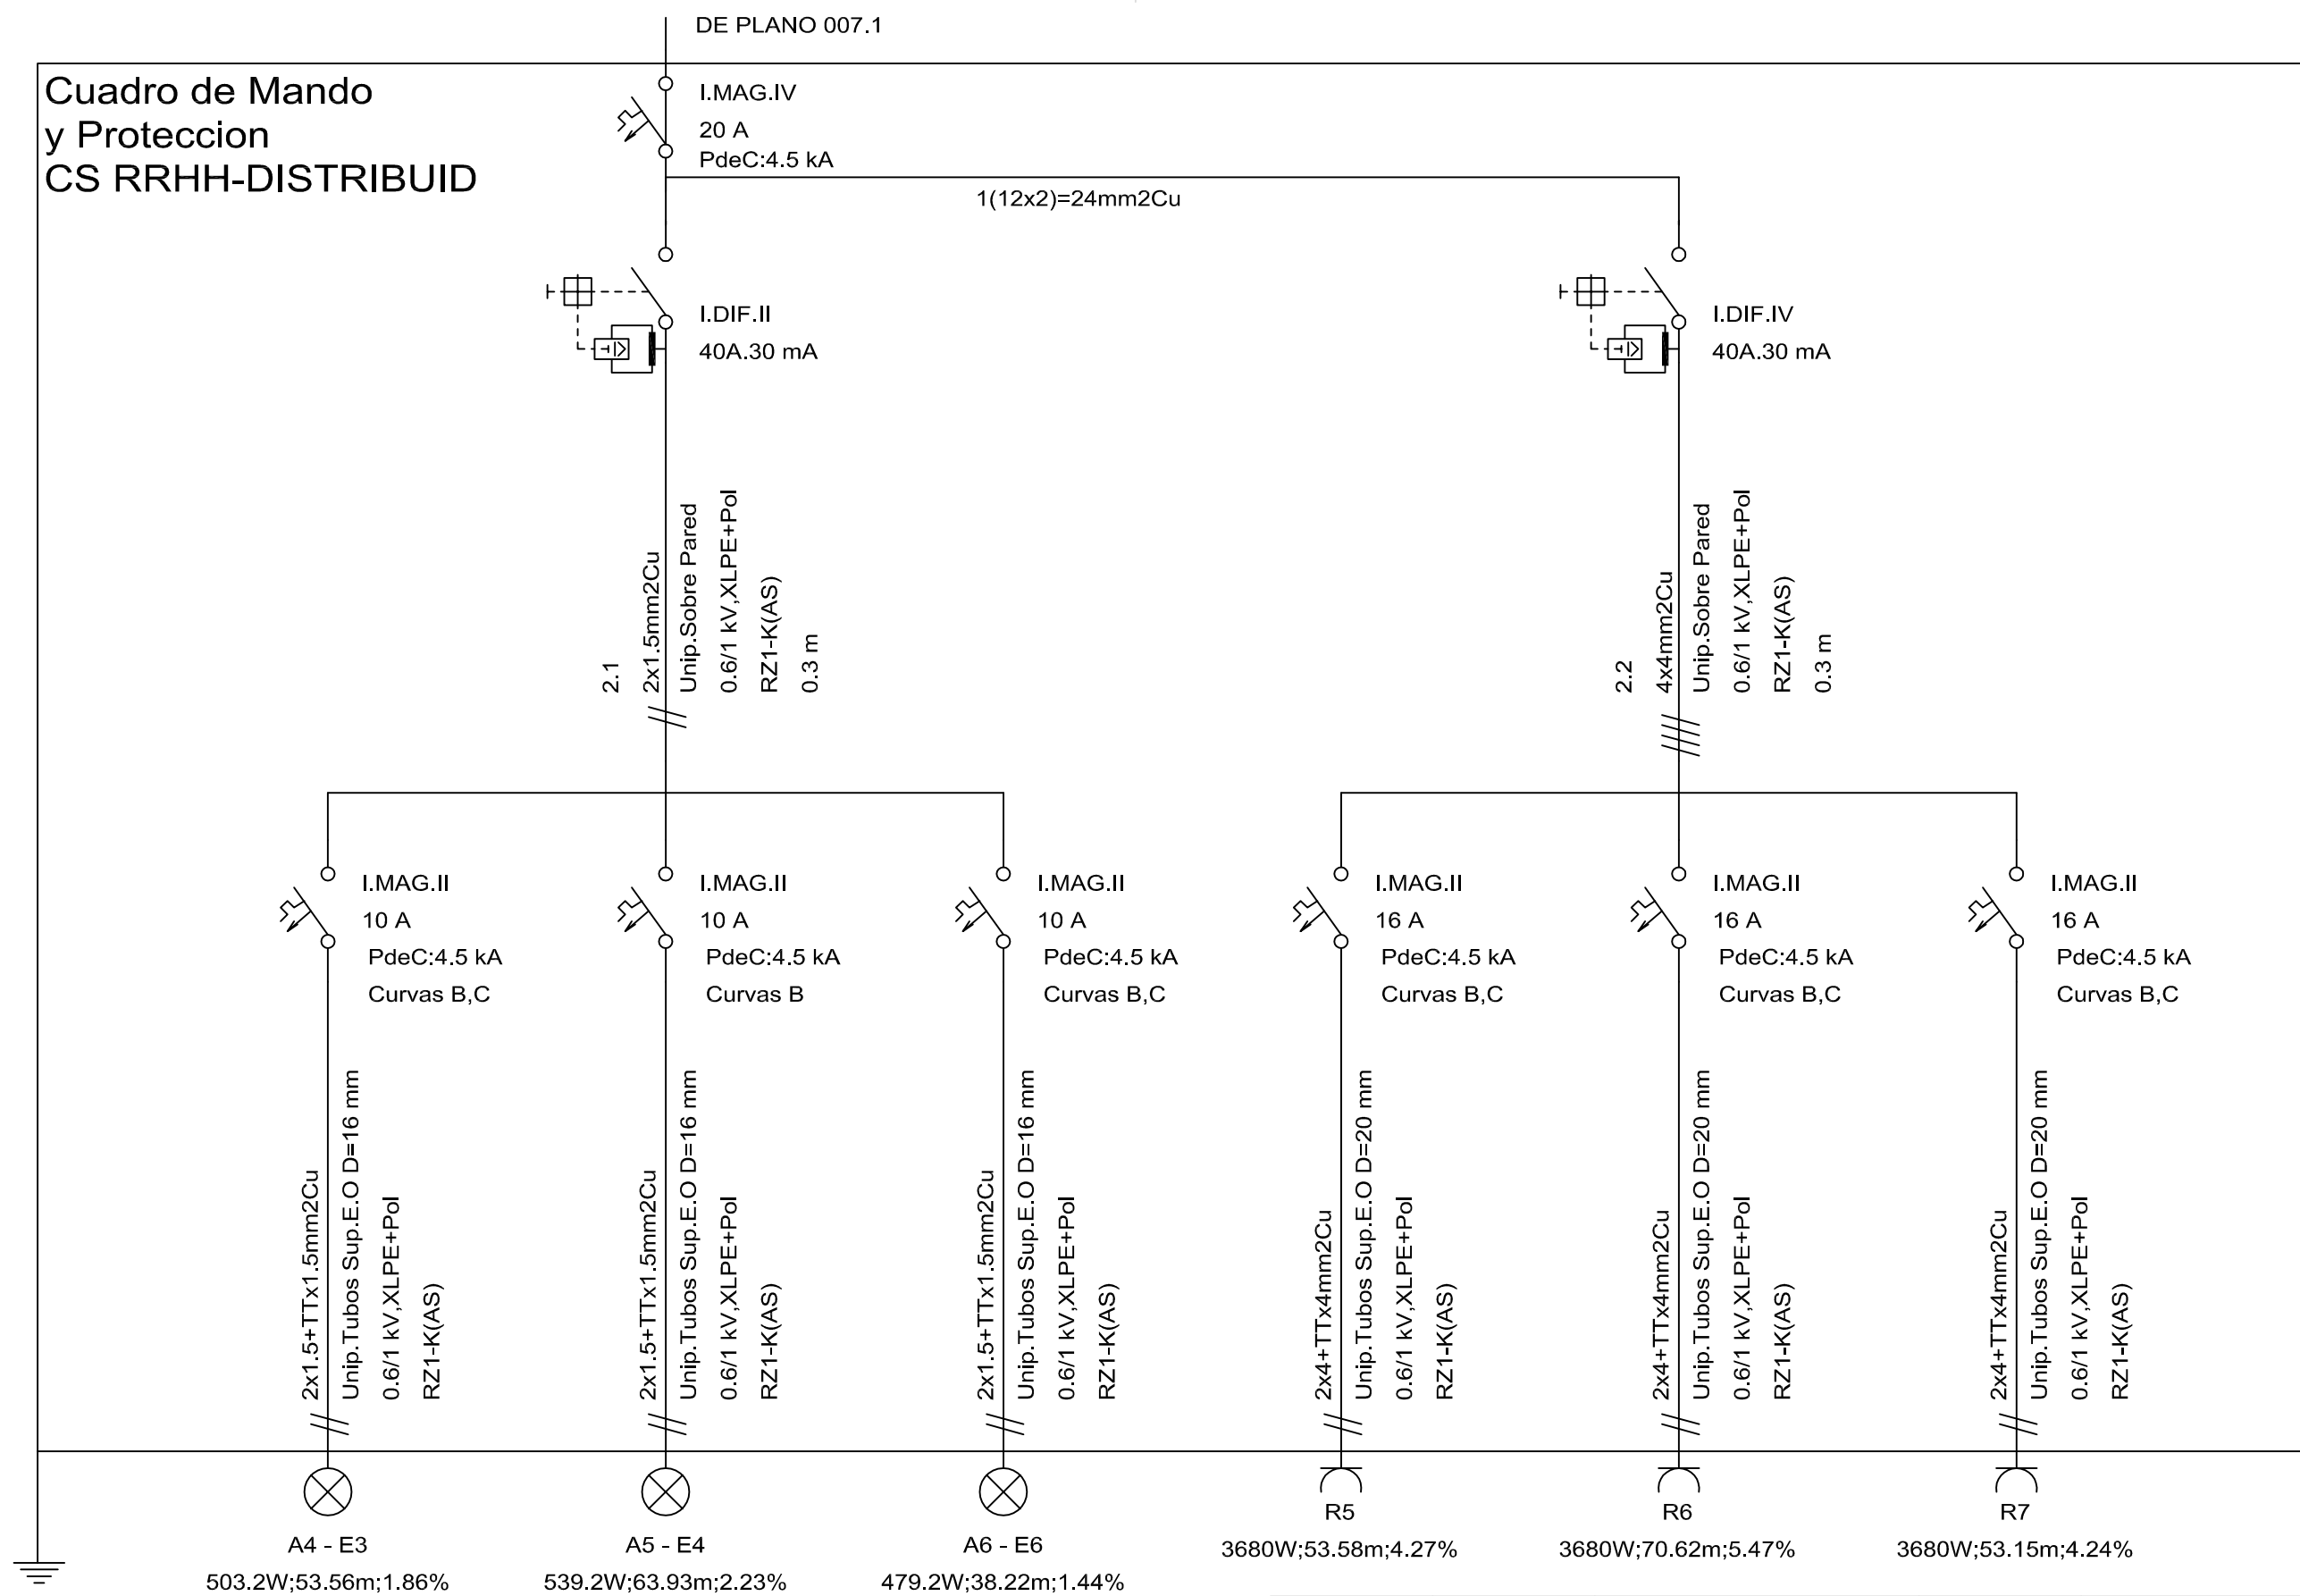 DE PLANO 007.1
Cuadro de Mando
y Proteccion
CS RRHH-DISTRIBUID
I.MAG.IV
20 A
PdeC:4.5 kA
1(12x2)=24mm2Cu
I.DIF.II
40A.30 mA
I.DIF.IV
40A.30 mA
2.1
2x1.5mm2Cu
Unip.Sobre Pared
0.6/1 kV,XLPE+Pol
RZ1-K(AS)
0.3 m
2.2
4x4mm2Cu
Unip.Sobre Pared
0.6/1 kV,XLPE+Pol
RZ1-K(AS)
0.3 m
I.MAG.II
10 A
PdeC:4.5 kA
Curvas B,C
I.MAG.II
10 A
PdeC:4.5 kA
Curvas B
I.MAG.II
10 A
PdeC:4.5 kA
Curvas B,C
I.MAG.II
16 A
PdeC:4.5 kA
Curvas B,C
I.MAG.II
16 A
PdeC:4.5 kA
Curvas B,C
I.MAG.II
16 A
PdeC:4.5 kA
Curvas B,C
2x1.5+TTx1.5mm2Cu
Unip.Tubos Sup.E.O D=16 mm
0.6/1 kV,XLPE+Pol
RZ1-K(AS)
2x1.5+TTx1.5mm2Cu
Unip.Tubos Sup.E.O D=16 mm
0.6/1 kV,XLPE+Pol
RZ1-K(AS)
2x1.5+TTx1.5mm2Cu
Unip.Tubos Sup.E.O D=16 mm
0.6/1 kV,XLPE+Pol
RZ1-K(AS)
2x4+TTx4mm2Cu
Unip.Tubos Sup.E.O D=20 mm
0.6/1 kV,XLPE+Pol
RZ1-K(AS)
2x4+TTx4mm2Cu
Unip.Tubos Sup.E.O D=20 mm
0.6/1 kV,XLPE+Pol
RZ1-K(AS)
2x4+TTx4mm2Cu
Unip.Tubos Sup.E.O D=20 mm
0.6/1 kV,XLPE+Pol
RZ1-K(AS)
A4 - E3
503.2W;53.56m;1.86%
A5 - E4
539.2W;63.93m;2.23%
A6 - E6
479.2W;38.22m;1.44%
R5
3680W;53.58m;4.27%
R6
3680W;70.62m;5.47%
R7
3680W;53.15m;4.24%